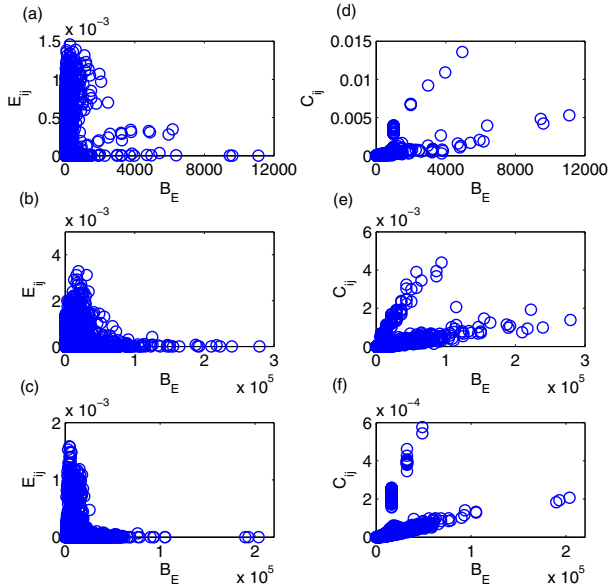 (a)
x 10⁻³
1.5
1
0.5
0
E_ij
0 4000 8000 12000
B_E
(d)
0.015
0.01
0.005
0
C_ij
0 4000 8000 12000
B_E
(b)
x 10⁻³
4
2
0
E_ij
0 1 2 3
B_E
x 10⁵
(e)
x 10⁻³
6
4
2
0
C_ij
0 1 2 3
B_E
x 10⁵
(c)
x 10⁻³
2
1
0
E_ij
0 1 2
B_E
x 10⁵
(f)
x 10⁻⁴
6
4
2
0
C_ij
0 1 2
B_E
x 10⁵